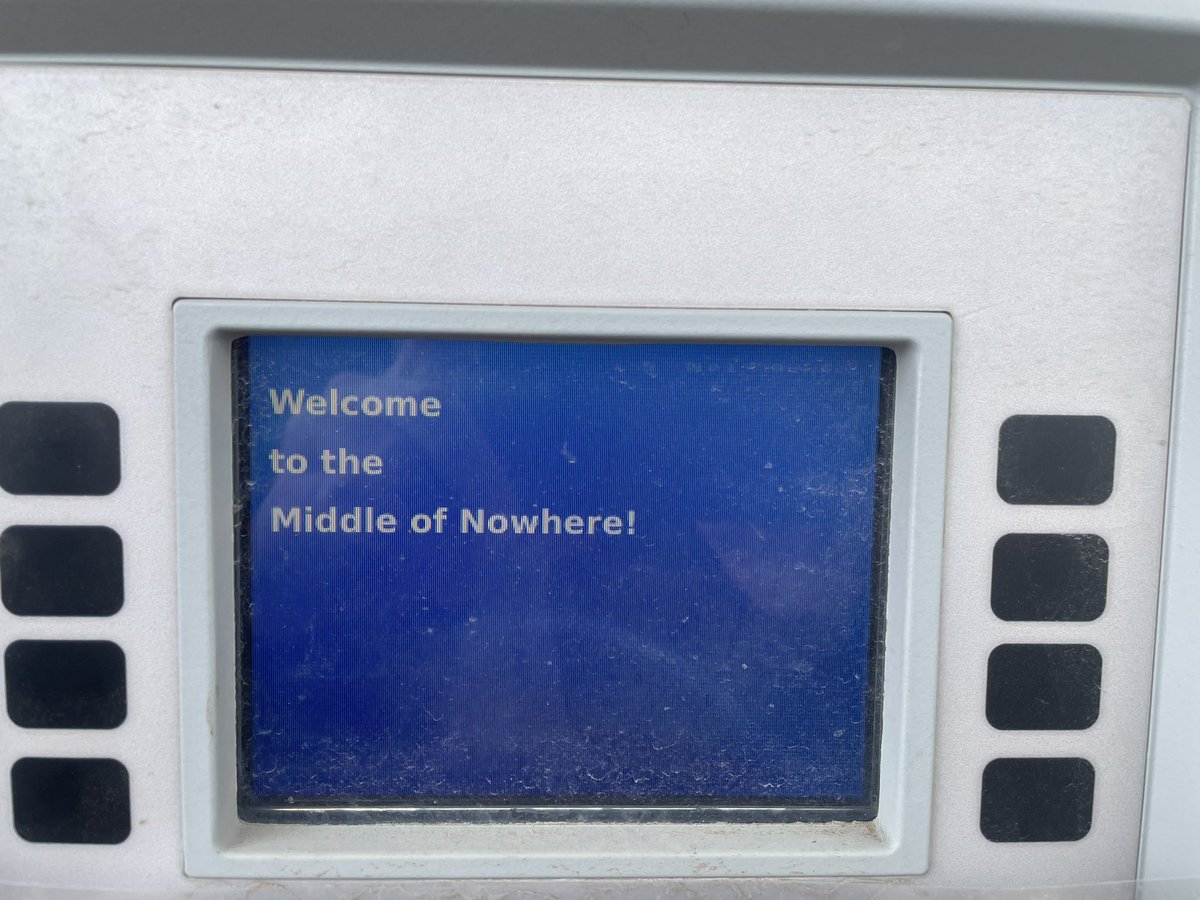 Welcome
to the
Middle of Nowhere!